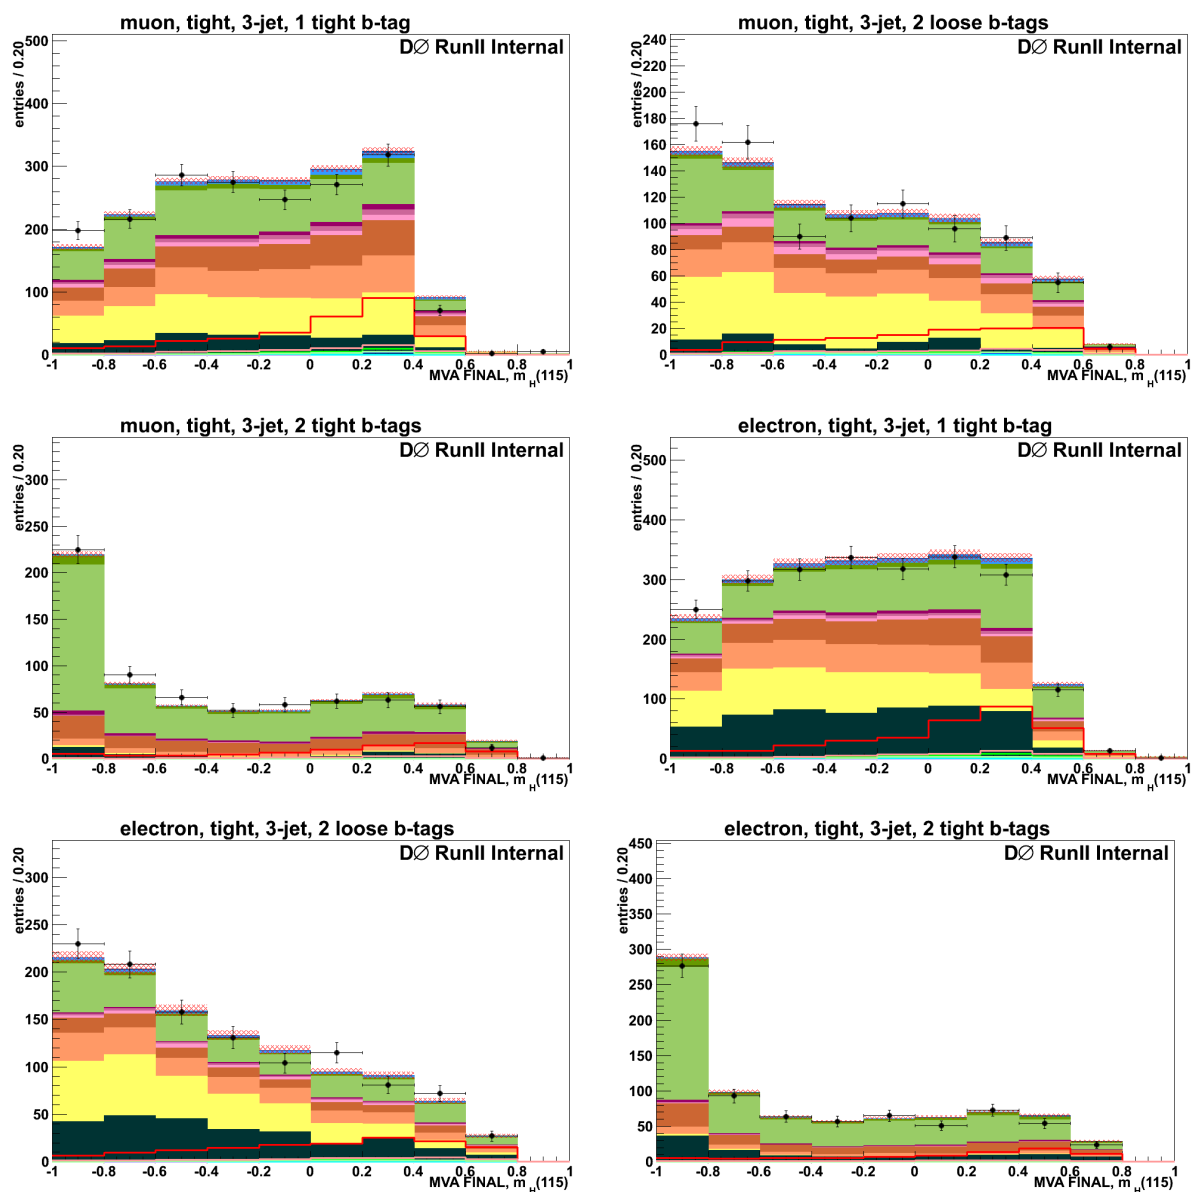 muon, tight, 3-jet, 1 tight b-tag
entries / 0.20
DØ RunII Internal
500
400
300
200
100
0
-1 -0.8 -0.6 -0.4 -0.2 0 0.2 0.4 0.6 0.8 1
MVA FINAL, m_H(115)
muon, tight, 3-jet, 2 loose b-tags
entries / 0.20
DØ RunII Internal
240
220
200
180
160
140
120
100
80
60
40
20
0
-1 -0.8 -0.6 -0.4 -0.2 0 0.2 0.4 0.6 0.8 1
MVA FINAL, m_H(115)
muon, tight, 3-jet, 2 tight b-tags
entries / 0.20
DØ RunII Internal
300
250
200
150
100
50
0
-1 -0.8 -0.6 -0.4 -0.2 0 0.2 0.4 0.6 0.8 1
MVA FINAL, m_H(115)
electron, tight, 3-jet, 1 tight b-tag
entries / 0.20
DØ RunII Internal
500
400
300
200
100
0
-1 -0.8 -0.6 -0.4 -0.2 0 0.2 0.4 0.6 0.8 1
MVA FINAL, m_H(115)
electron, tight, 3-jet, 2 loose b-tags
entries / 0.20
DØ RunII Internal
300
250
200
150
100
50
0
-1 -0.8 -0.6 -0.4 -0.2 0 0.2 0.4 0.6 0.8 1
MVA FINAL, m_H(115)
electron, tight, 3-jet, 2 tight b-tags
entries / 0.20
DØ RunII Internal
450
400
350
300
250
200
150
100
50
0
-1 -0.8 -0.6 -0.4 -0.2 0 0.2 0.4 0.6 0.8 1
MVA FINAL, m_H(115)